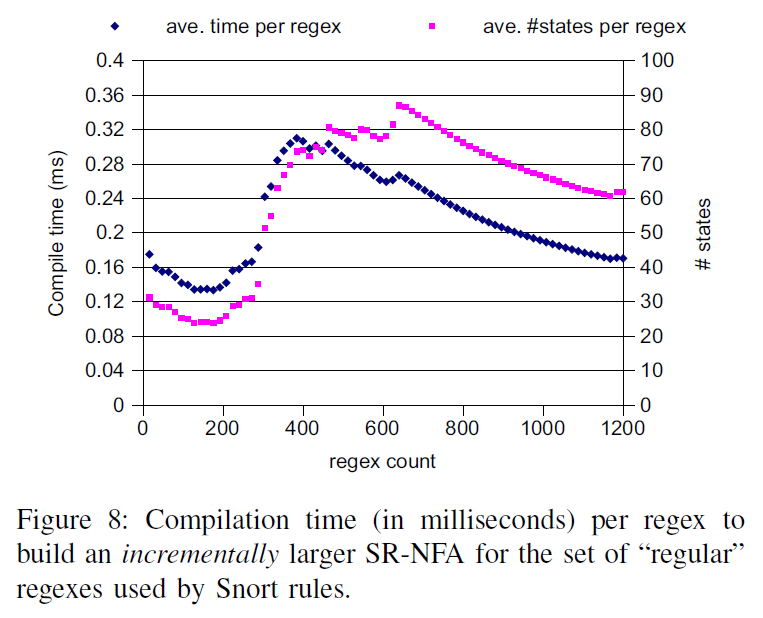 ave. time per regex ave. #states per regex
0.4 100
0.36 90
0.32 80
0.28 70
0.24 60
0.2 50
0.16 40
0.12 30
0.08 20
0.04 10
0 0
Compile time (ms)
# states
0 200 400 600 800 1000 1200
regex count
Figure 8: Compilation time (in milliseconds) per regex to
build an incrementally larger SR-NFA for the set of “regular”
regexes used by Snort rules.